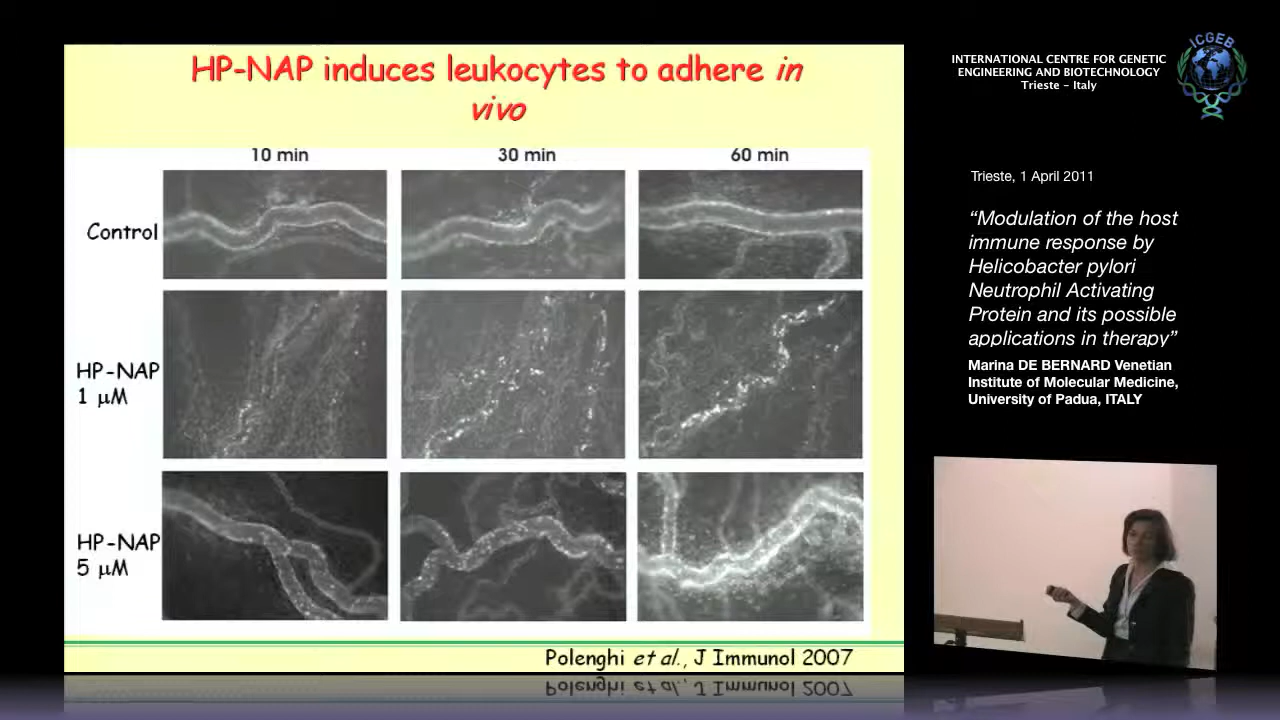 HP-NAP induces leukocytes to adhere in
vivo
10 min
30 min
60 min
Control
HP-NAP
1 μM
HP-NAP
5 μM
Polenghi et al., J Immunol 2007
INTERNATIONAL CENTRE FOR GENETIC
ENGINEERING AND BIOTECHNOLOGY
Trieste - Italy
ICGEB
Trieste, 1 April 2011
“Modulation of the host
immune response by
Helicobacter pylori
Neutrophil Activating
Protein and its possible
applications in therapy”
Marina DE BERNARD Venetian
Institute of Molecular Medicine,
University of Padua, ITALY